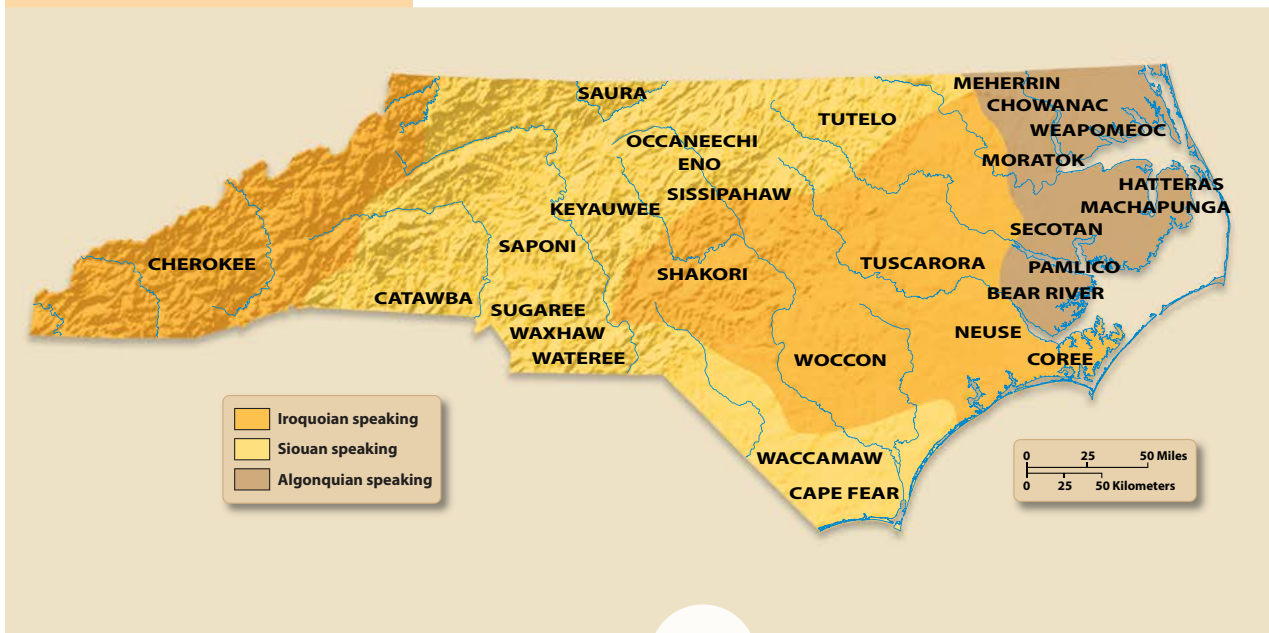 SAURA
MEHERRIN
CHOWANAC
TUTELO
WEAPOMEOC
OCCANEECHI
ENO
MORATOK
SISSIPAHAW
HATTERAS
KEYAUWEE
MACHAPUNGA
SECOTAN
SAPONI
CHEROKEE
SHAKORI
TUSCARORA
PAMLICO
CATAWBA
BEAR RIVER
SUGAREE
WAXHAW
NEUSE
WATEREE
WOCCON
COREE
WACCAMAW
CAPE FEAR
Iroquoian speaking
Siouan speaking
Algonquian speaking
0 25 50 Miles
0 25 50 Kilometers